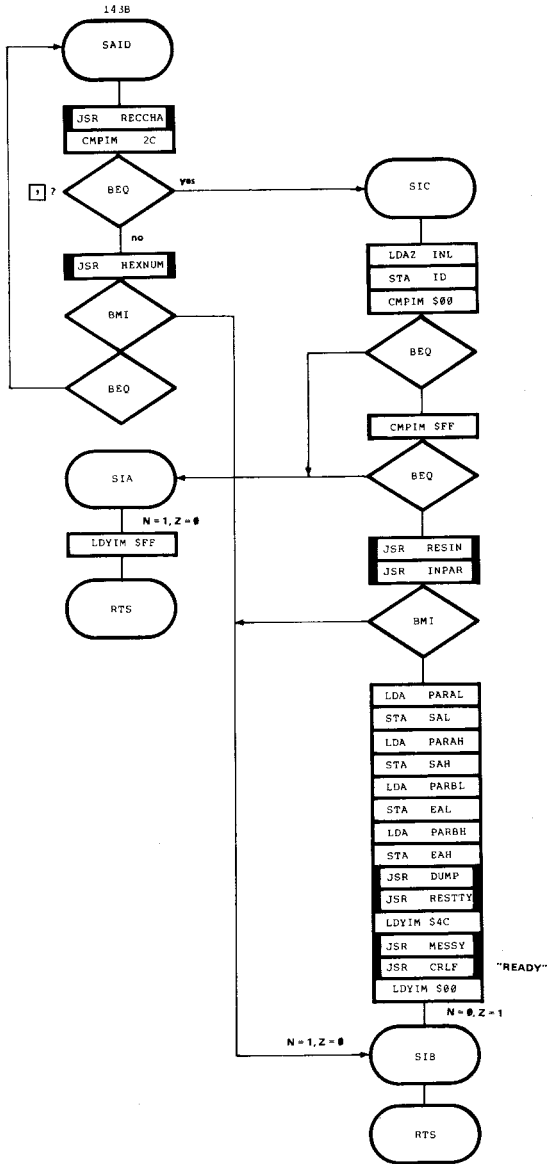 143B
SAID
JSR RECCHA
CMPIM 2C
, ?
BEQ
yes
no
JSR HEXNUM
BMI
BEQ
SIA
N = 1, Z = 0
LDYIM $FF
RTS
SIC
LDAZ INL
STA ID
CMPIM $00
BEQ
CMPIM $FF
BEQ
JSR RESIN
JSR INPAR
BMI
LDA PARAL
STA SAL
LDA PARAH
STA SAH
LDA PARBL
STA EAL
LDA PARBH
STA EAH
JSR DUMP
JSR RESTTY
LDYIM $4C
JSR MESSY
JSR CRLF
"READY"
LDYIM $00
N = 0, Z = 1
N = 1, Z = 0
SIB
RTS